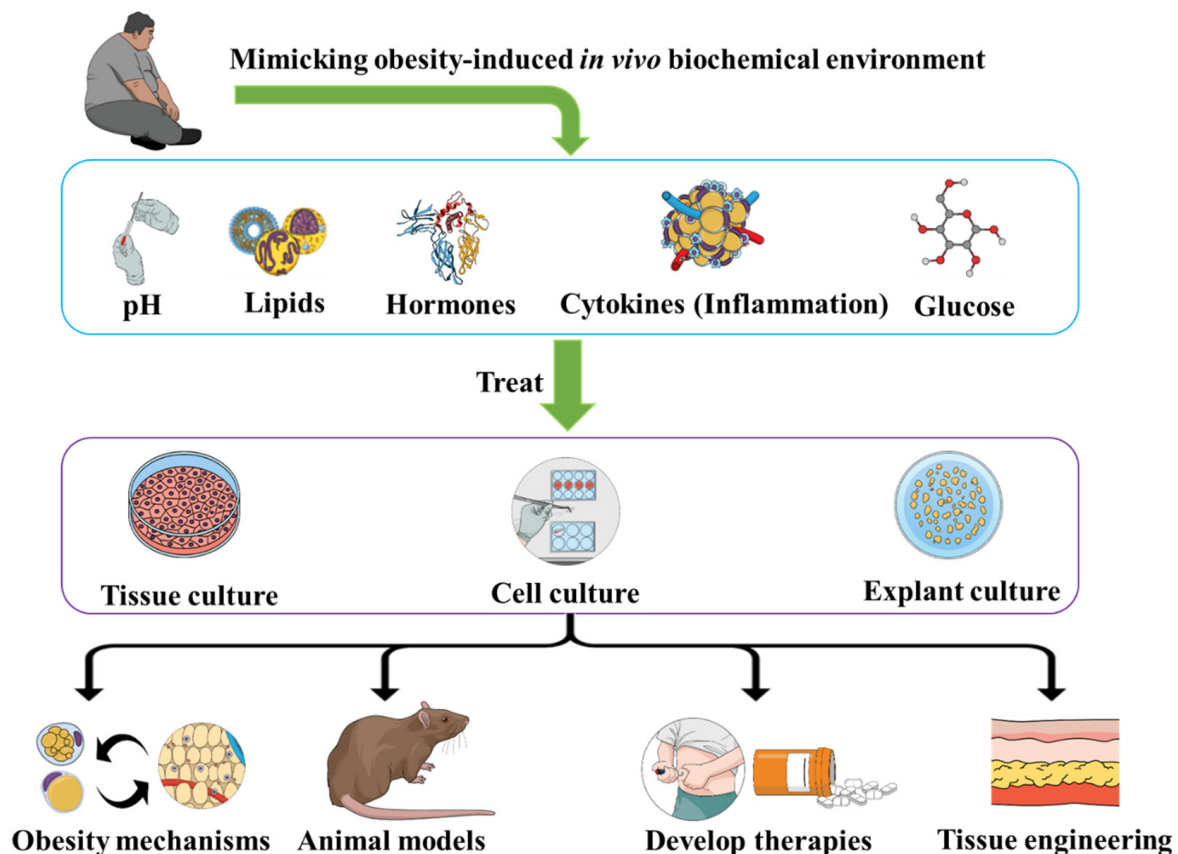 Mimicking obesity-induced in vivo biochemical environment
pH
Lipids
Hormones
Cytokines (Inflammation)
Glucose
Treat
Tissue culture
Cell culture
Explant culture
Obesity mechanisms
Animal models
Develop therapies
Tissue engineering